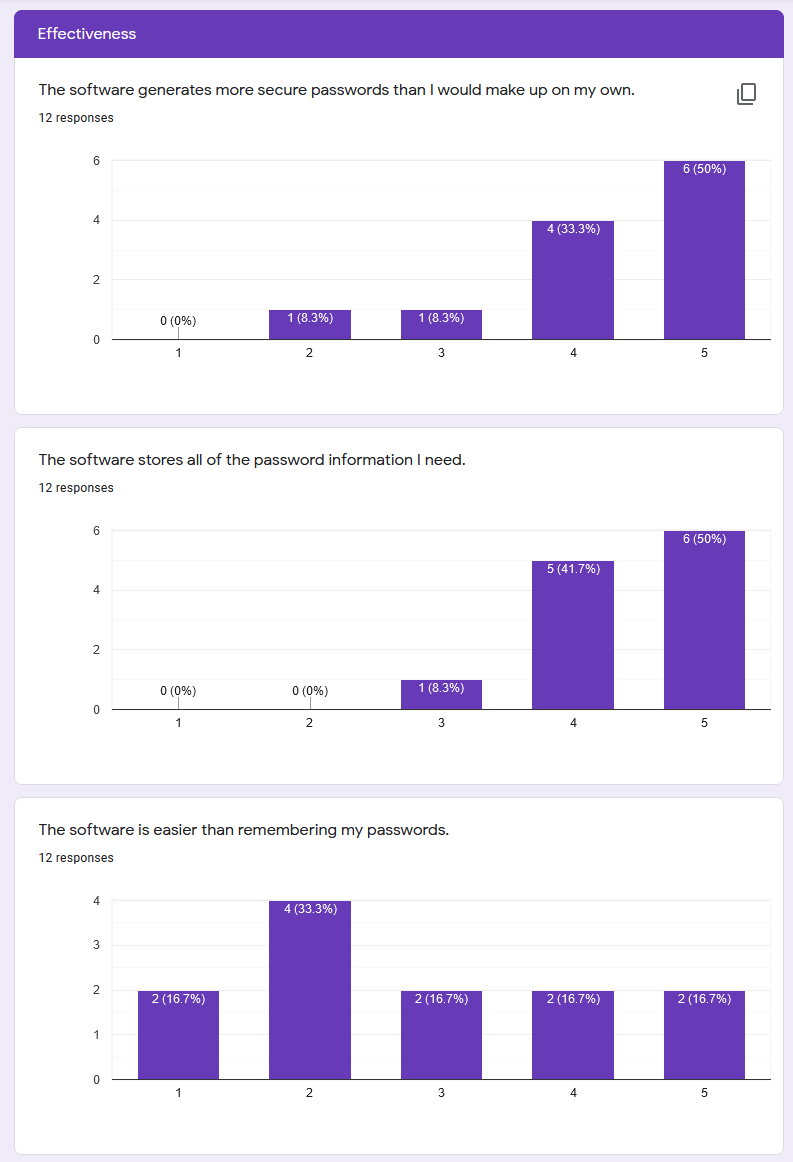 Effectiveness
The software generates more secure passwords than I would make up on my own.
12 responses
6
4
2
0
0 (0%)
1 (8.3%)
1 (8.3%)
4 (33.3%)
6 (50%)
1 2 3 4 5
The software stores all of the password information I need.
12 responses
6
4
2
0
0 (0%)
0 (0%)
1 (8.3%)
5 (41.7%)
6 (50%)
1 2 3 4 5
The software is easier than remembering my passwords.
12 responses
4
3
2
1
0
2 (16.7%)
4 (33.3%)
2 (16.7%)
2 (16.7%)
2 (16.7%)
1 2 3 4 5